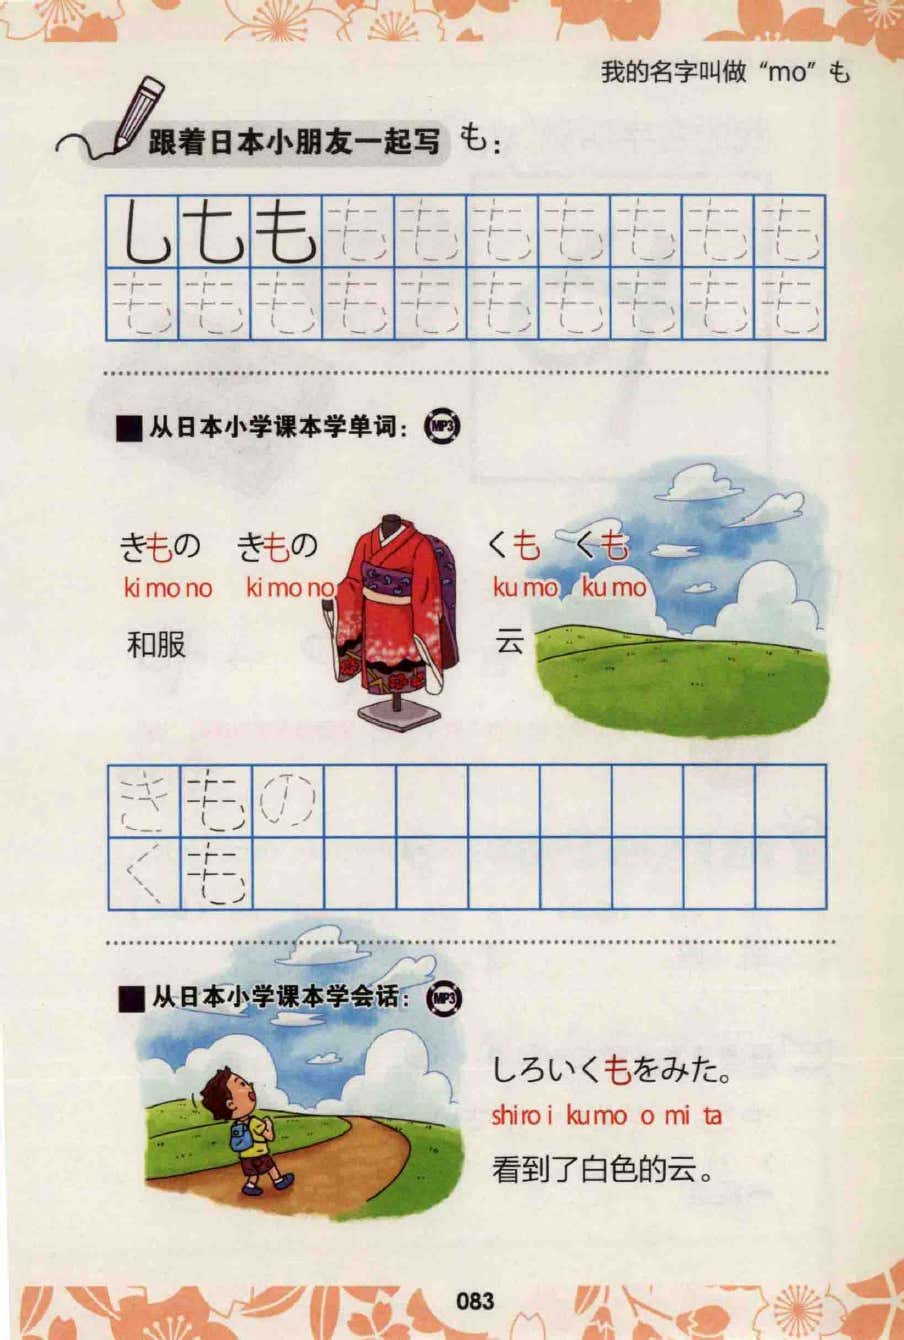 我的名字叫做“mo”も
跟着日本小朋友一起写 も：
し も も も も も も も も も
も も も も も も も も も も
■从日本小学课本学单词： MP3
きもの きもの
ki mo no ki mo no
和服
くも くも
ku mo ku mo
云
き も の
く も
■从日本小学课本学会话： MP3
しろいくもをみた。
shiro i kumo o mi ta
看到了白色的云。
083